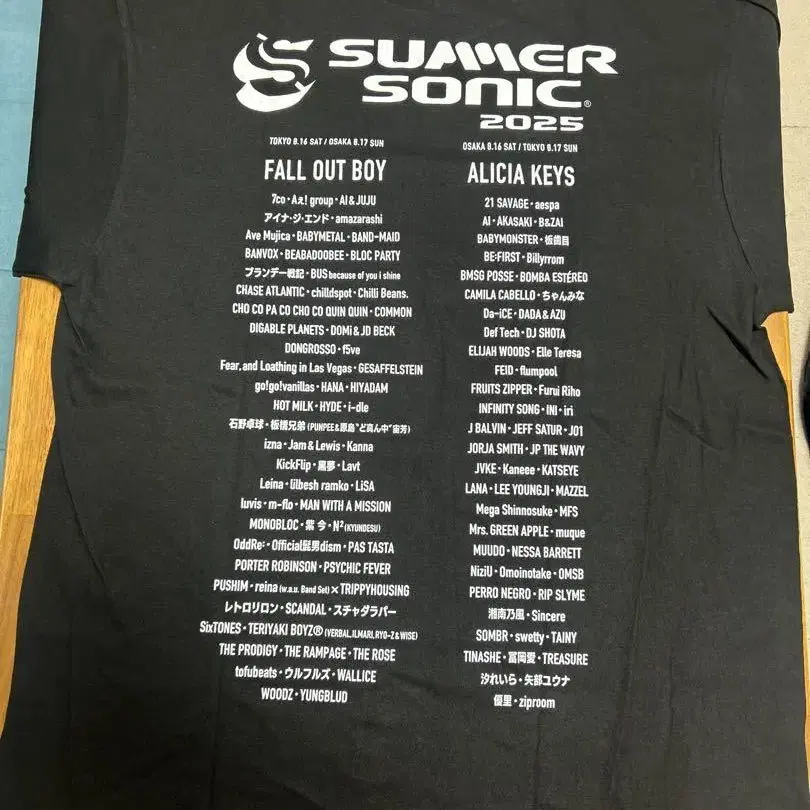 SUMMER
SONIC®
2025
TOKYO 8.16 SAT / OSAKA 8.17 SUN
FALL OUT BOY
7co・Aぇ! group・AI & JUJU
アイナ・ジ・エンド・amazarashi
Ave Mujica・BABYMETAL・BAND-MAID
BANVOX・BEABADOOBEE・BLOC PARTY
ブランデー戦記・BUS because of you i shine
CHASE ATLANTIC・chilldspot・Chilli Beans.
CHO CO PA CO CHO CO QUIN QUIN・COMMON
DIGABLE PLANETS・DOMi & JD BECK
DONGROSSO・f5ve
Fear, and Loathing in Las Vegas・GESAFFELSTEIN
go!go!vanillas・HANA・HIYADAM
HOT MILK・HYDE・i-dle
石野卓球・板橋兄弟 (PUNPEE & 原島"ど真ん中"宙芳)
izna・Jam & Lewis・Kanna
KickFlip・黒夢・Lavt
Leina・lilbesh ramko・LiSA
luvis・m-flo・MAN WITH A MISSION
MONOBLOC・紫 今・N² (KYUNDESU)
OddRe:・Official髭男dism・PAS TASTA
PORTER ROBINSON・PSYCHIC FEVER
PUSHIM・reina (w.a.u. Band Set) × TRIPPYHOUSING
レトロリロン・SCANDAL・スチャダラパー
SixTONES・TERIYAKI BOYZ® (VERBAL, ILMARI, RYO-Z & WISE)
THE PRODIGY・THE RAMPAGE・THE ROSE
tofubeats・ウルフルズ・WALLICE
WOODZ・YUNGBLUD
OSAKA 8.16 SAT / TOKYO 8.17 SUN
ALICIA KEYS
21 SAVAGE・aespa
AI・AKASAKI・B&ZAI
BABYMONSTER・板歯目
BE:FIRST・Billyrrom
BMSG POSSE・BOMBA ESTÉREO
CAMILA CABELLO・ちゃんみな
Da-iCE・DADA & AZU
Def Tech・DJ SHOTA
ELIJAH WOODS・Elle Teresa
FEID・flumpool
FRUITS ZIPPER・Furui Riho
INFINITY SONG・INI・iri
J BALVIN・JEFF SATUR・JO1
JORJA SMITH・JP THE WAVY
JVKE・Kaneee・KATSEYE
LANA・LEE YOUNGJI・MAZZEL
Mega Shinnosuke・MFS
Mrs. GREEN APPLE・muque
MUUDO・NESSA BARRETT
NiziU・Omoinotake・OMSB
PERRO NEGRO・RIP SLYME
湘南乃風・Sincere
SOMBR・swetty・TAINY
TINASHE・冨岡愛・TREASURE
汐れいら・矢部ユウナ
優里・ziproom